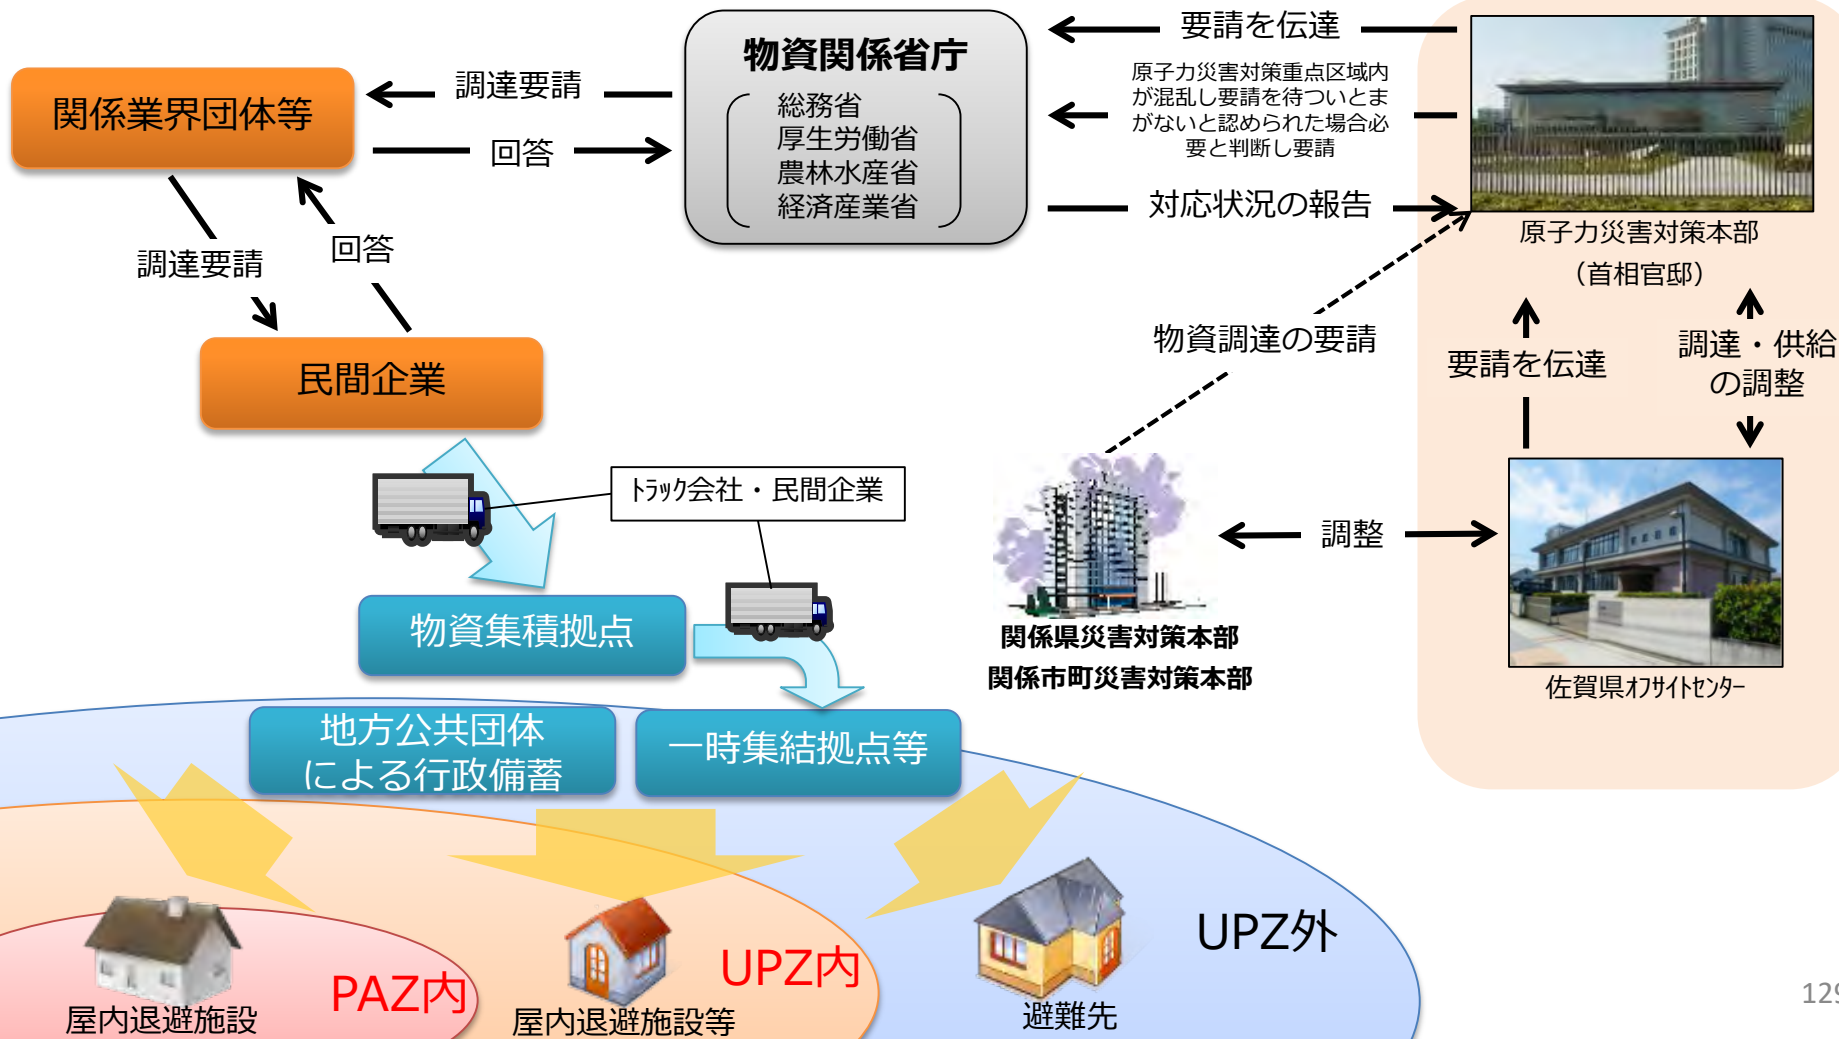 要請を伝達
物資関係省庁
総務省
厚生労働省
農林水産省
経済産業省
原子力災害対策重点区域内
が混乱し要請を待ついとま
がないと認められた場合必
要と判断し要請
調達要請
関係業界団体等
回答
対応状況の報告
原子力災害対策本部
（首相官邸）
調達要請
回答
物資調達の要請
要請を伝達
調達・供給
の調整
民間企業
ﾄﾗｯｸ会社・民間企業
調整
物資集積拠点
関係県災害対策本部
関係市町災害対策本部
佐賀県ｵﾌｻｲﾄｾﾝﾀｰ
地方公共団体
による行政備蓄
一時集結拠点等
UPZ外
UPZ内
PAZ内
屋内退避施設
屋内退避施設等
避難先
129